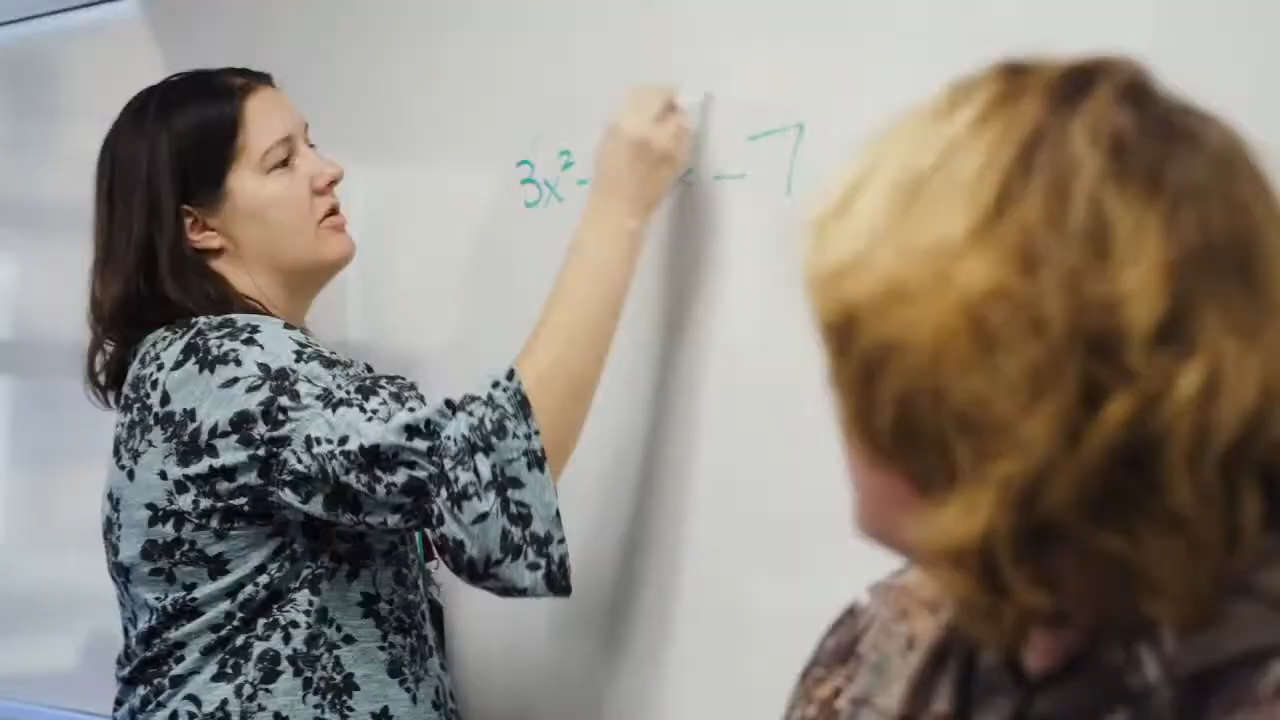 3x² - x - 7